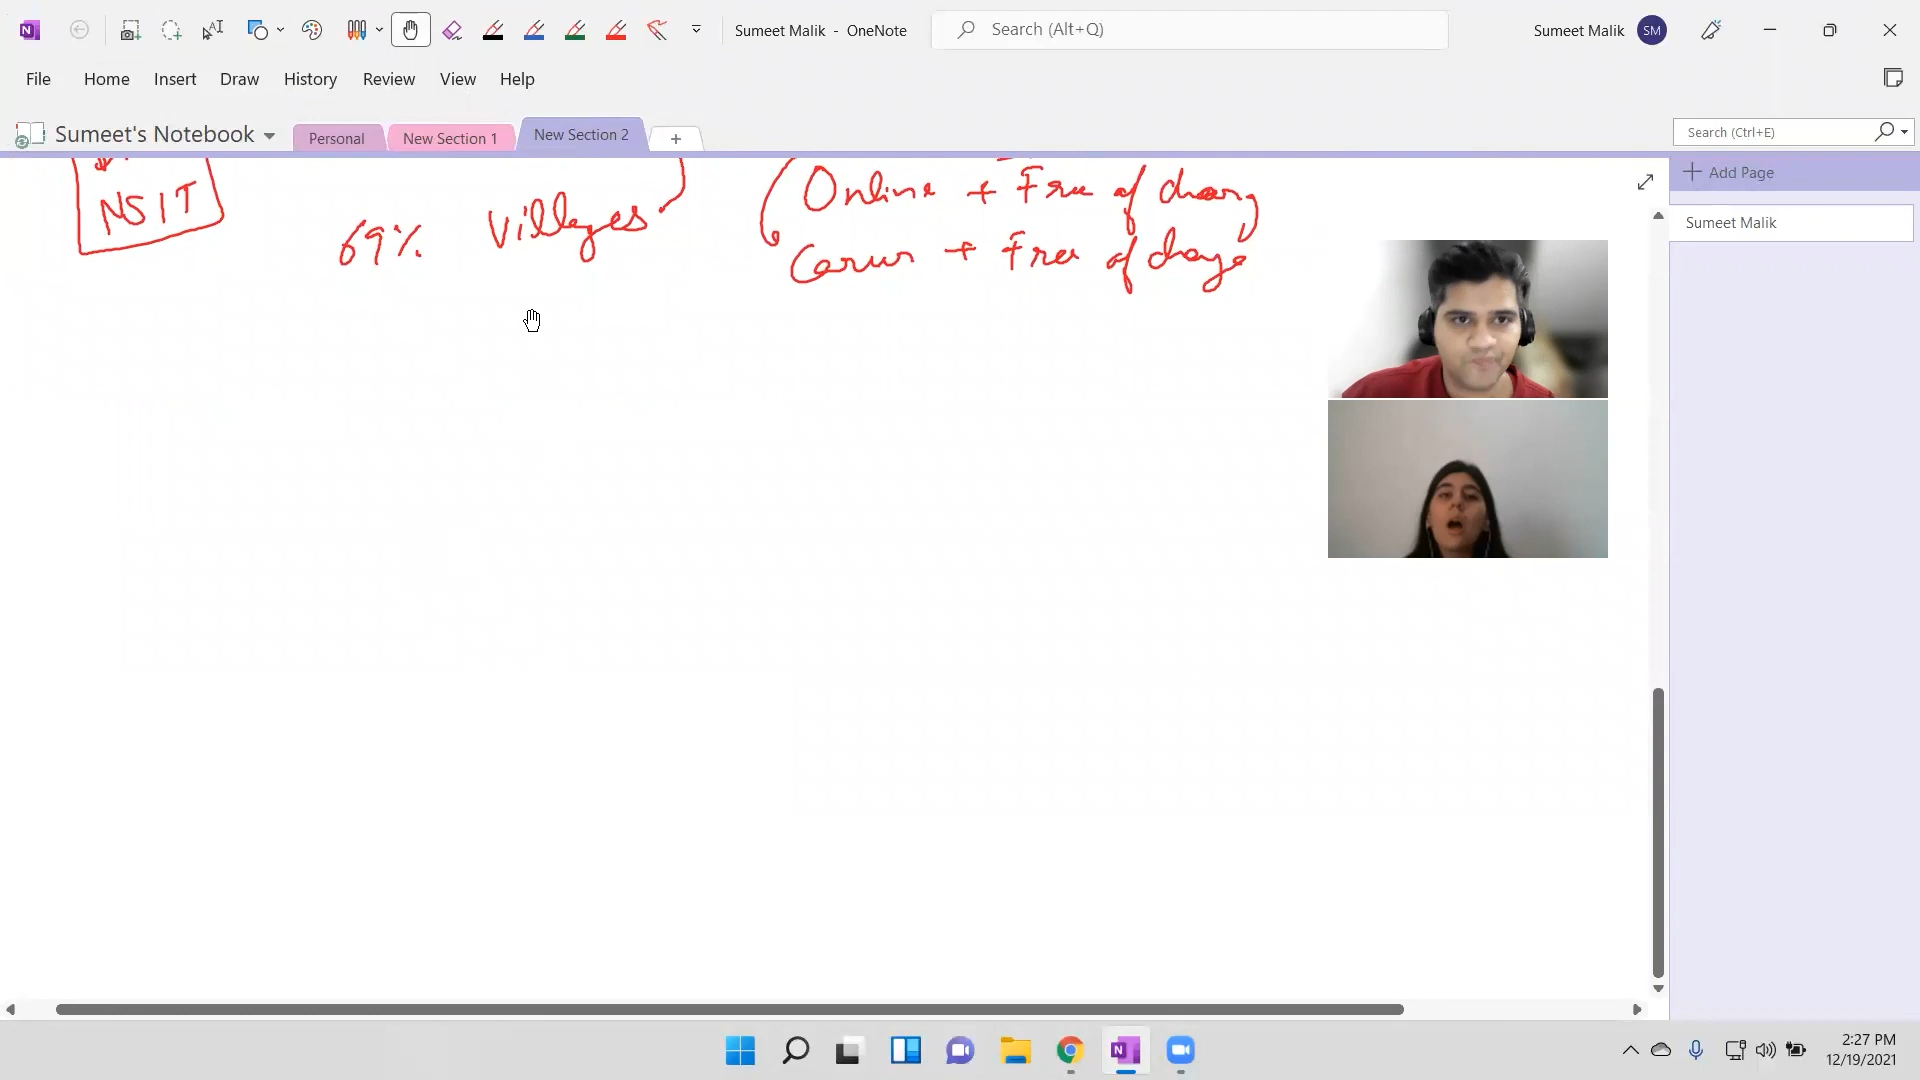 Sumeet Malik - OneNote
Search (Alt+Q)
Sumeet Malik
SM
File Home Insert Draw History Review View Help
Sumeet's Notebook
Personal
New Section 1
New Section 2
Search (Ctrl+E)
Add Page
Sumeet Malik
NSIT
69% Villages
Online + Free of
+ Free of charge
2:27 PM
12/19/2021